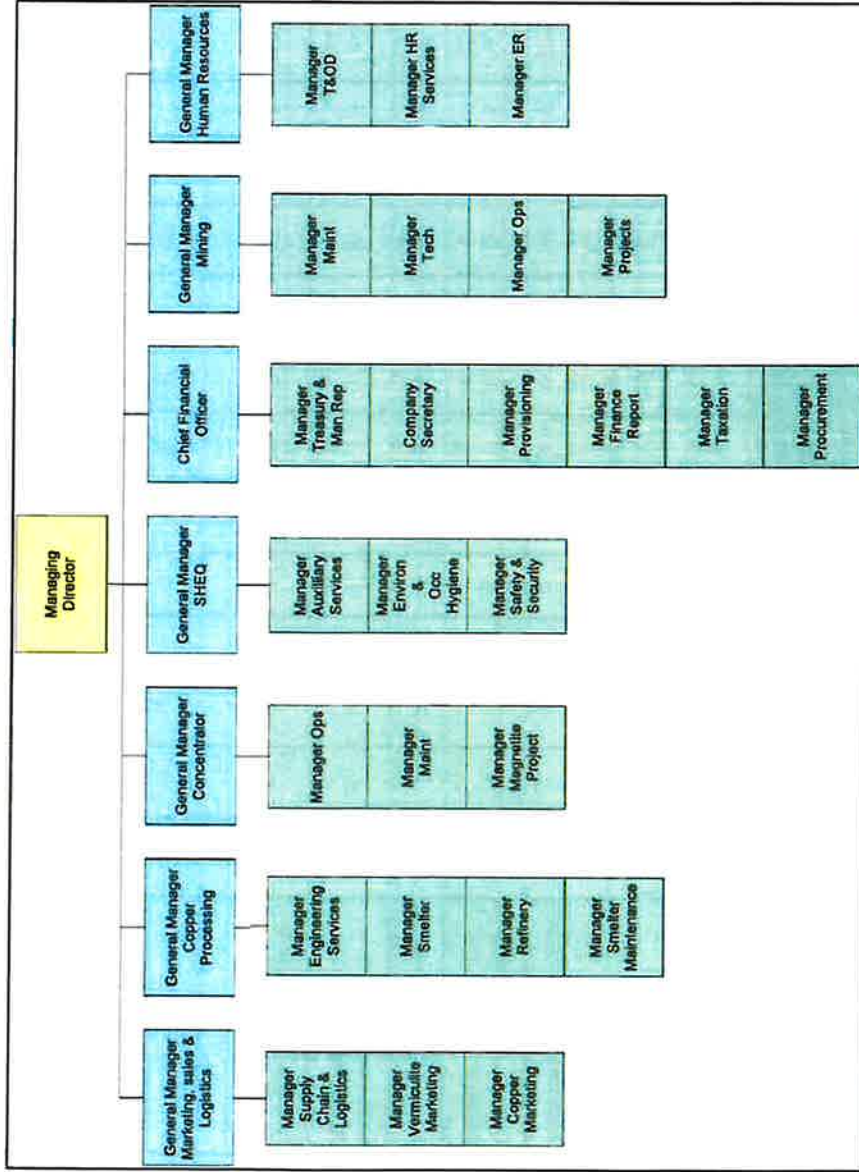 Managing
Director
General Manager
Marketing, sales &
Logistics
General Manager
Copper
Processing
General Manager
Concentrator
General Manager
SHEQ
Chief Financial
Officer
General Manager
Mining
General Manager
Human Resources
Manager
Supply
Chain &
Logistics
Manager
Vermiculite
Marketing
Manager
Copper
Marketing
Manager
Engineering
Services
Manager
Smelter
Manager
Refinery
Manager
Smelter
Maintenance
Manager Ops
Manager
Maint
Manager
Magnetite
Project
Manager
Auxiliary
Services
Manager
Environ
&
Occ
Hygiene
Manager
Safety &
Security
Manager
Treasury &
Man Rep
Company
Secretary
Manager
Provisioning
Manager
Finance
Report
Manager
Taxation
Manager
Procurement
Manager
Maint
Manager
Tech
Manager Ops
Manager
Projects
Manager
T&OD
Manager HR
Services
Manager ER